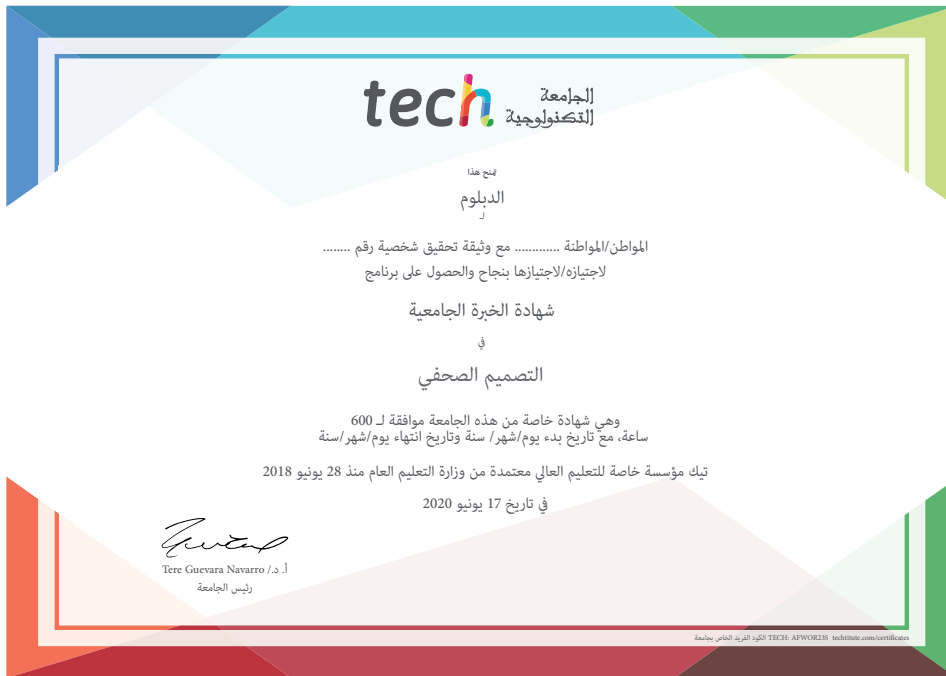 tech الجامعة
التكنولوجية
يمنح هذا
الدبلوم
لـ
المواطن/المواطنة ............ مع وثيقة تحقيق شخصية رقم ........
لاجتيازه/لاجتيازها بنجاح والحصول على برنامج
شهادة الخبرة الجامعية
في
التصميم الصحفي
وهي شهادة خاصة من هذه الجامعة موافقة لـ 600
ساعة، مع تاريخ بدء يوم/شهر/ سنة وتاريخ انتهاء يوم/شهر/سنة
تيك مؤسسة خاصة للتعليم العالي معتمدة من وزارة التعليم العام منذ 28 يونيو 2018
في تاريخ 17 يونيو 2020
أ. د./ Tere Guevara Navarro
رئيس الجامعة
الكود الفريد الخاص بجامعة TECH: AFWOR23S techtitute.com/certificates